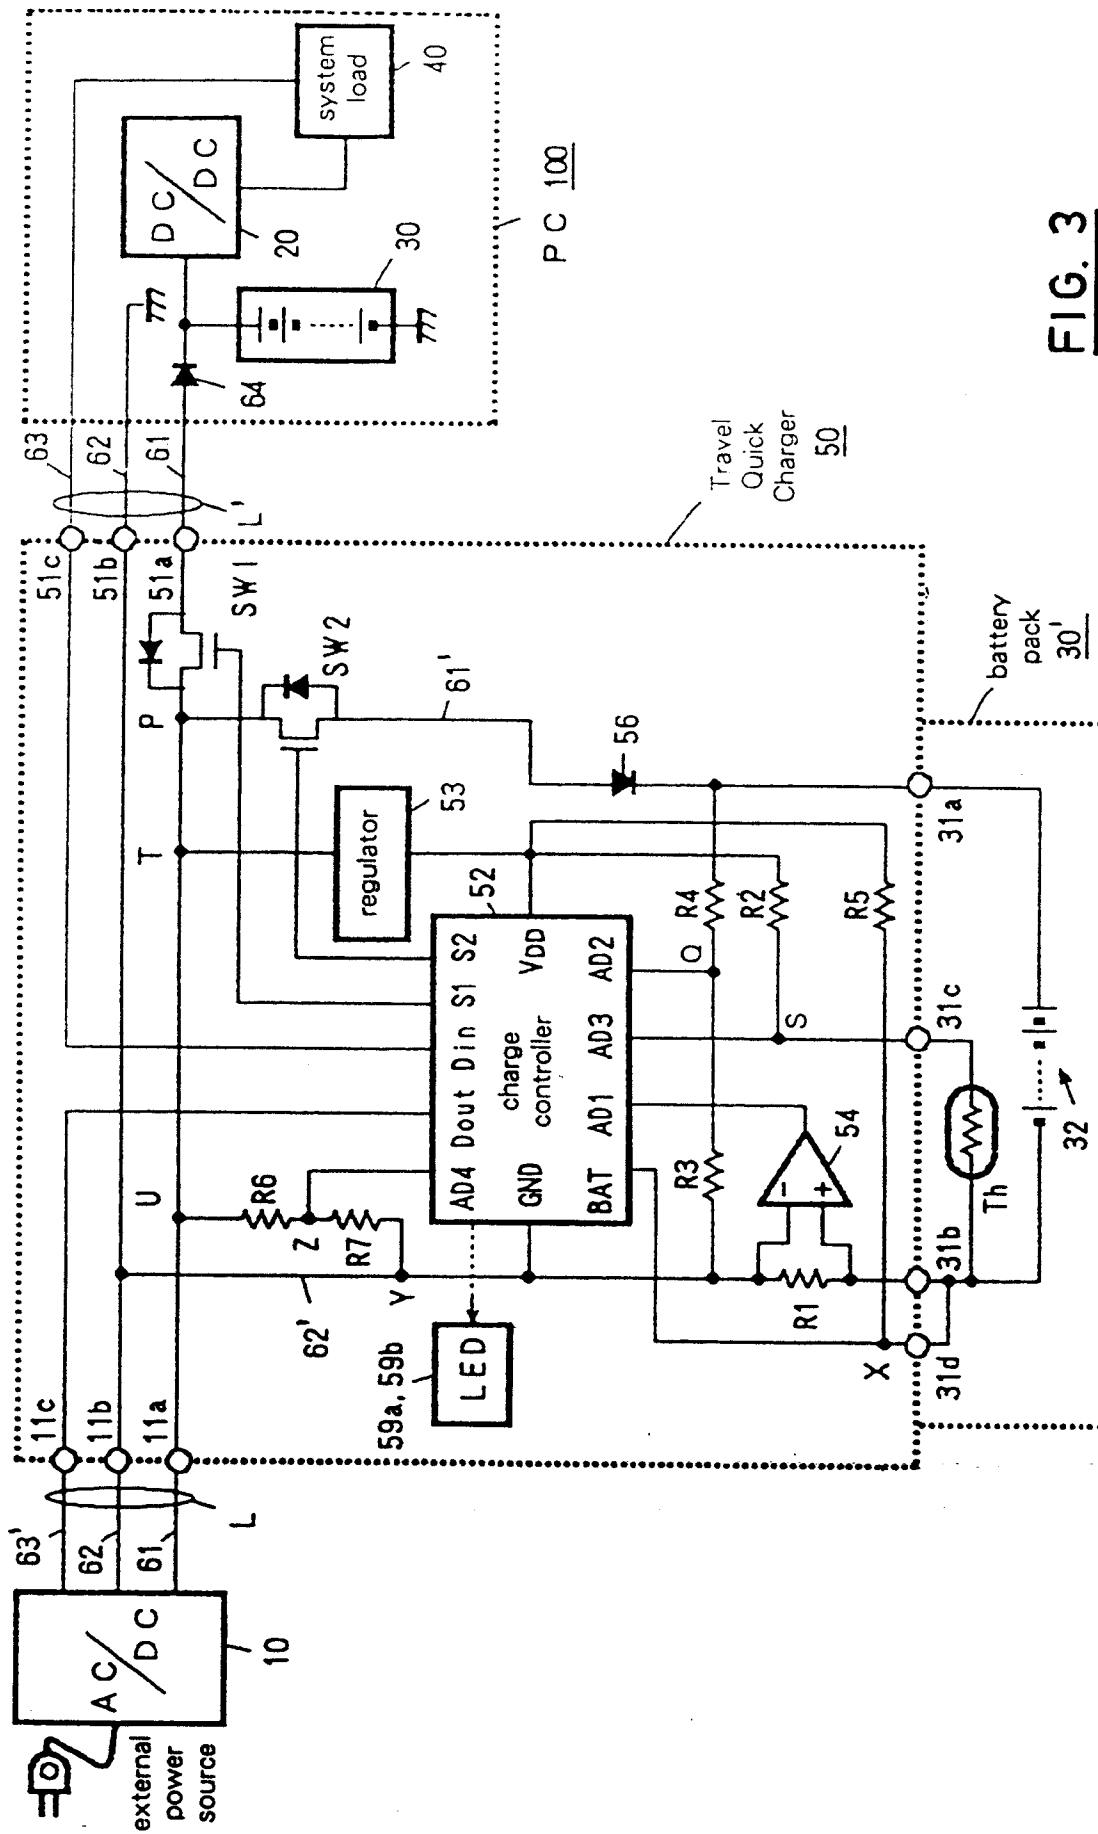 external
power
source
A C
D C
10
63'
62
61
L
11c
11b
11a
U
T
P
R6
Z
R7
Y
62'
LED
59a, 59b
AD4
Dout
Din
S1
S2
GND
charge
controller
VDD
BAT
AD1
AD3
AD2
52
regulator
53
SW1
SW2
61'
56
R3
Q
R4
S
R2
R5
R1
-
+
54
X
51c
51b
51a
L'
63
62
61
64
D C
D C
20
30
system
load
40
P C 100
Travel
Quick
Charger
50
31d
31b
31c
31a
Th
32
battery
pack
30'
FIG. 3